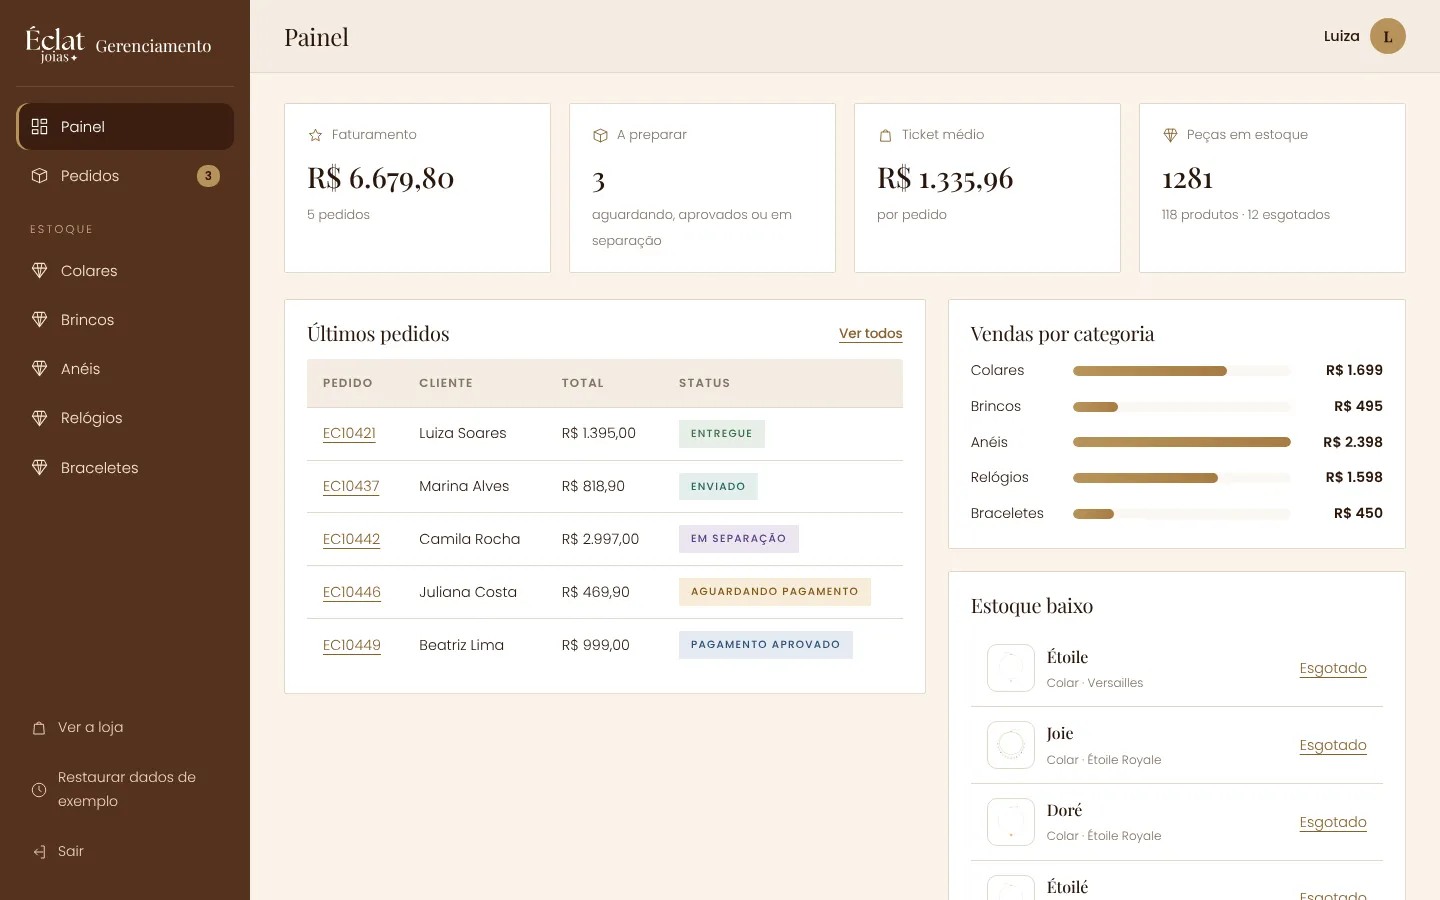 Éclat
joias
Gerenciamento
Painel
Pedidos 3
ESTOQUE
Colares
Brincos
Anéis
Relógios
Braceletes
Ver a loja
Restaurar dados de
exemplo
Sair
Painel
Luiza L
Faturamento
R$ 6.679,80
5 pedidos
A preparar
3
aguardando, aprovados ou em
separação
Ticket médio
R$ 1.335,96
por pedido
Peças em estoque
1281
118 produtos · 12 esgotados
Últimos pedidos Ver todos
PEDIDO CLIENTE TOTAL STATUS
EC10421 Luiza Soares R$ 1.395,00 ENTREGUE
EC10437 Marina Alves R$ 818,90 ENVIADO
EC10442 Camila Rocha R$ 2.997,00 EM SEPARAÇÃO
EC10446 Juliana Costa R$ 469,90 AGUARDANDO PAGAMENTO
EC10449 Beatriz Lima R$ 999,00 PAGAMENTO APROVADO
Vendas por categoria
Colares R$ 1.699
Brincos R$ 495
Anéis R$ 2.398
Relógios R$ 1.598
Braceletes R$ 450
Estoque baixo
Étoile
Colar · Versailles
Esgotado
Joie
Colar · Étoile Royale
Esgotado
Doré
Colar · Étoile Royale
Esgotado
Étoilé
Esgotado